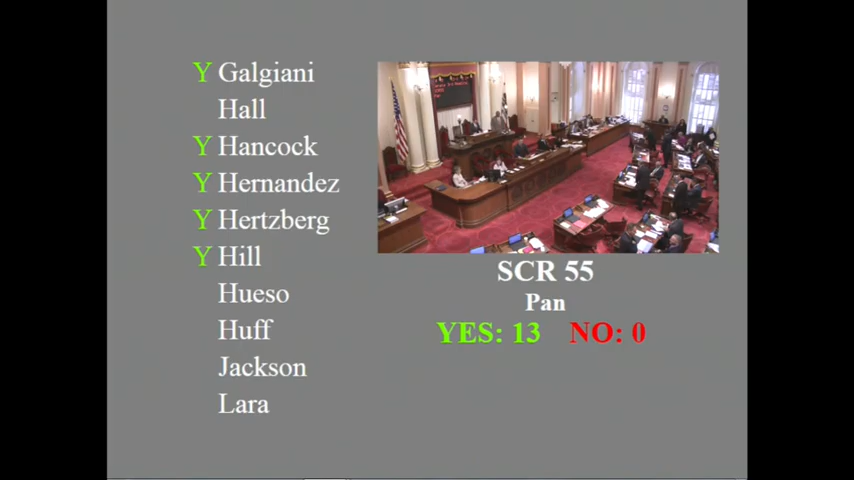 Y Galgiani
Hall
Y Hancock
Y Hernandez
Y Hertzberg
Y Hill
Hueso
Huff
Jackson
Lara
SCR 55
Pan
YES: 13 NO: 0